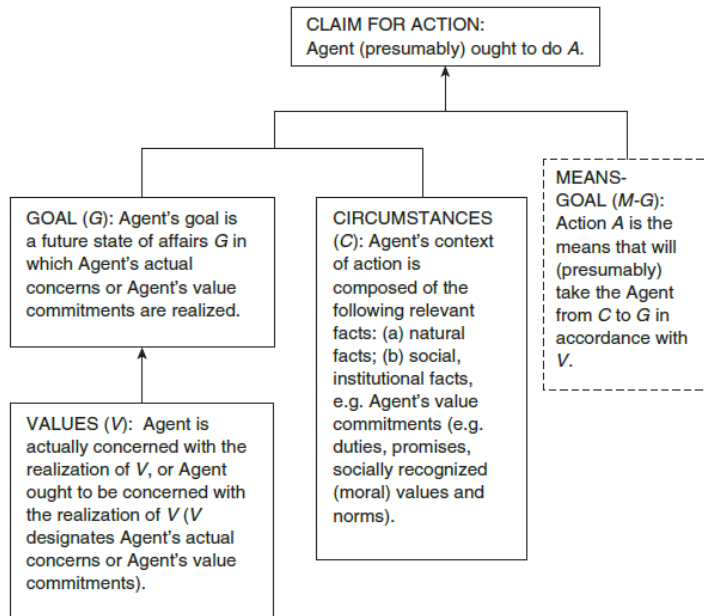 CLAIM FOR ACTION:
Agent (presumably) ought to do A.
GOAL (G): Agent's goal is
a future state of affairs G in
which Agent's actual
concerns or Agent's value
commitments are realized.
CIRCUMSTANCES
(C): Agent's context
of action is
composed of the
following relevant
facts: (a) natural
facts; (b) social,
institutional facts,
e.g. Agent's value
commitments (e.g.
duties, promises,
socially recognized
(moral) values and
norms).
MEANS-
GOAL (M-G):
Action A is the
means that will
(presumably)
take the Agent
from C to G in
accordance with
V.
VALUES (V):  Agent is
actually concerned with the
realization of V, or Agent
ought to be concerned with
the realization of V (V
designates Agent's actual
concerns or Agent's value
commitments).